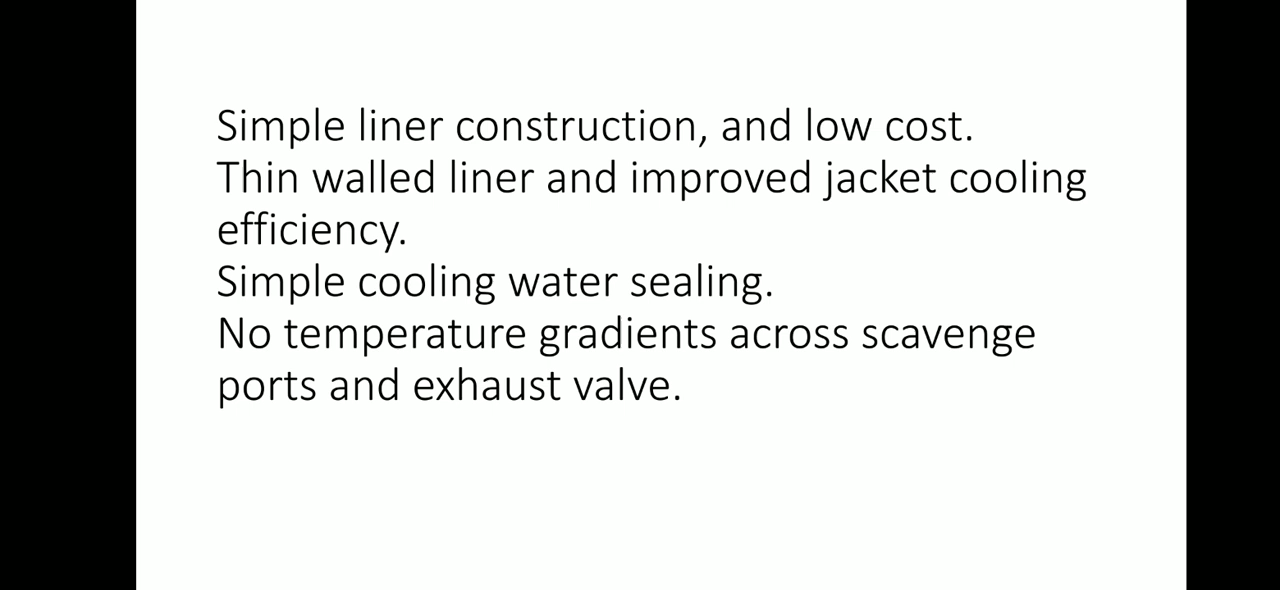 Simple liner construction, and low cost.
Thin walled liner and improved jacket cooling
efficiency.
Simple cooling water sealing.
No temperature gradients across scavenge
ports and exhaust valve.